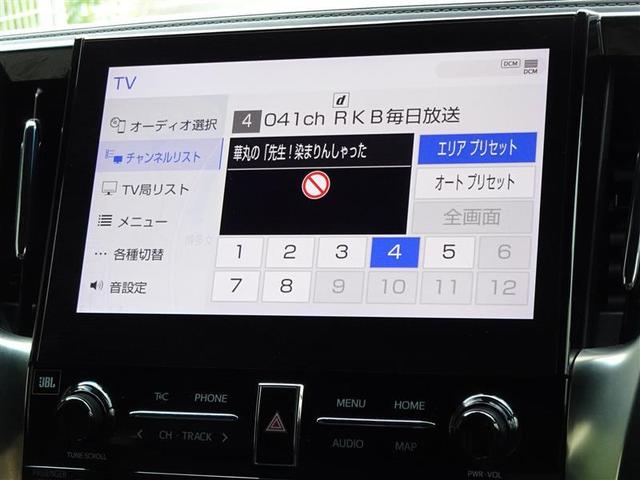 TV
DCM
DCM
d
4 041ch RKB毎日放送
オーディオ選択
チャンネルリスト
TV局リスト
メニュー
各種切替
音設定
華丸の「先生！染まりんしゃった
エリア プリセット
オート プリセット
全画面
1 2 3 4 5 6
7 8 9 10 11 12
JBL
T/C PHONE
< CH・TRACK >
TUNE・SCROLL
PASSENGER
MENU HOME
AUDIO MAP
PWR・VOL